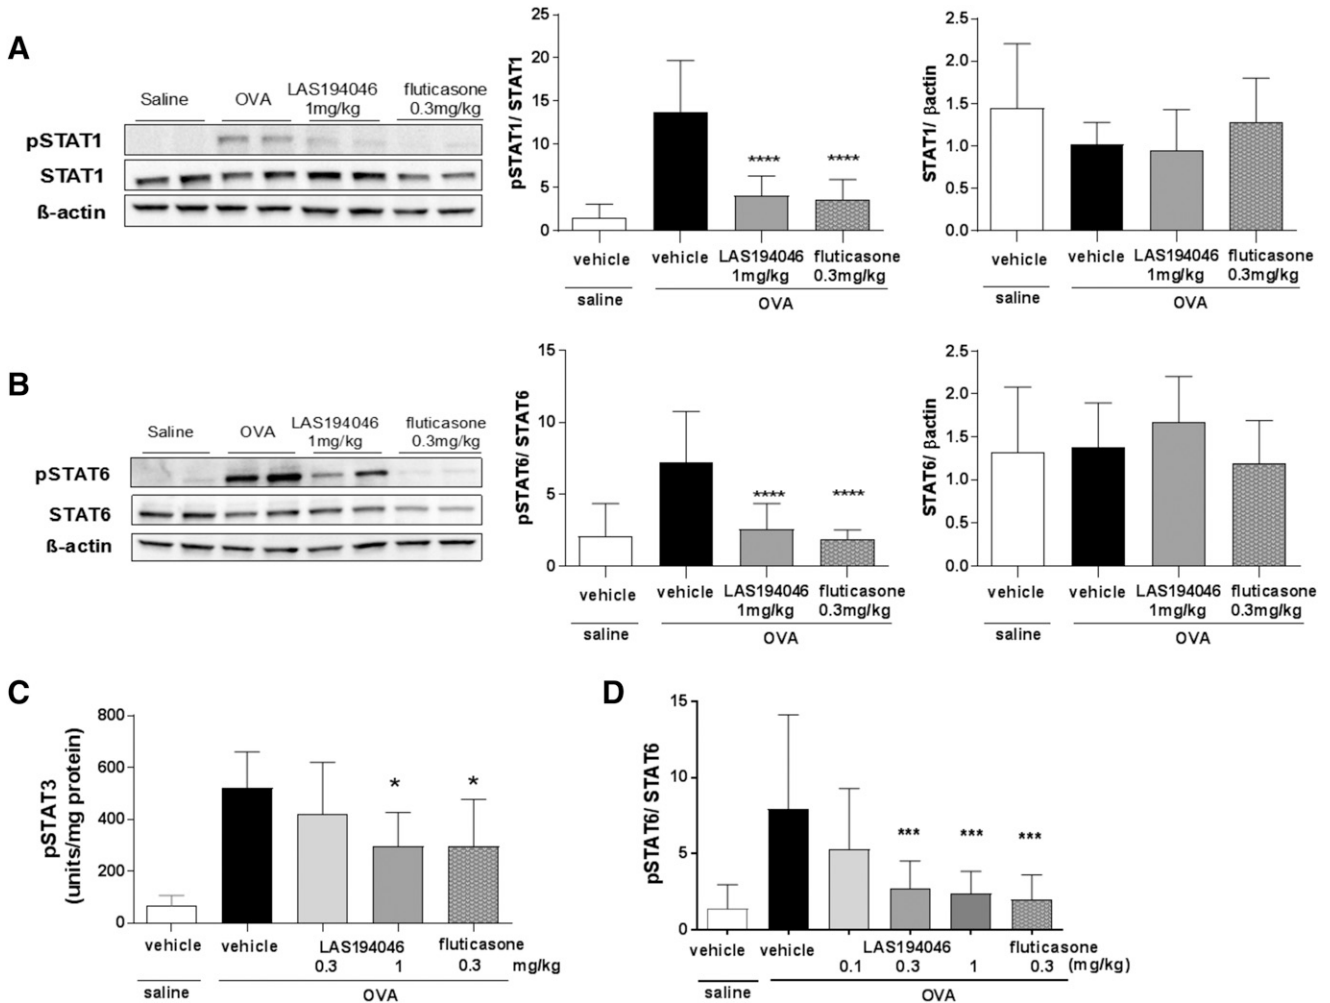 A
Saline OVA LAS194046 1mg/kg fluticasone 0.3mg/kg
pSTAT1
STAT1
ß-actin
pSTAT1/ STAT1
25
20
15
10
5
0
**** ****
vehicle vehicle LAS194046 fluticasone
1mg/kg 0.3mg/kg
saline OVA
STAT1/ βactin
2.5
2.0
1.5
1.0
0.5
0.0
vehicle vehicle LAS194046 fluticasone
1mg/kg 0.3mg/kg
saline OVA
B
Saline OVA LAS194046 1mg/kg fluticasone 0.3mg/kg
pSTAT6
STAT6
ß-actin
pSTAT6/ STAT6
15
10
5
0
**** ****
vehicle vehicle LAS194046 fluticasone
1mg/kg 0.3mg/kg
saline OVA
STAT6/ βactin
2.5
2.0
1.5
1.0
0.5
0.0
vehicle vehicle LAS194046 fluticasone
1mg/kg 0.3mg/kg
saline OVA
C
pSTAT3
(units/mg protein)
800
600
400
200
0
* *
vehicle vehicle LAS194046 fluticasone
0.3 1 0.3 mg/kg
saline OVA
D
pSTAT6/ STAT6
15
10
5
0
*** *** ***
vehicle vehicle LAS194046 fluticasone
0.1 0.3 1 0.3 (mg/kg)
saline OVA